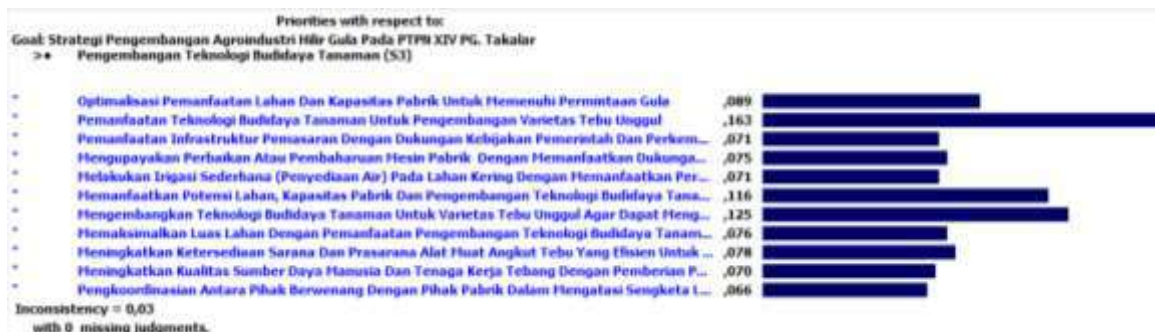 Priorities with respect to:
Goal: Strategi Pengembangan Agroindustri Hilir Gula Pada PTPN XIV PG. Takalar
>• Pengembangan Teknologi Budidaya Tanaman (S3)
Optimalisasi Pemanfaatan Lahan Dan Kapasitas Pabrik Untuk Memenuhi Permintaan Gula ,089
Pemanfaatan Teknologi Budidaya Tanaman Untuk Pengembangan Varietas Tebu Unggul ,163
Pemanfaatan Infrastruktur Pemasaran Dengan Dukungan Kebijakan Pemerintah Dan Perkem... ,071
Mengupayakan Perbaikan Atau Pembaharuan Mesin Pabrik Dengan Memanfaatkan Dukunga... ,075
Melakukan Irigasi Sederhana (Penyediaan Air) Pada Lahan Kering Dengan Memanfaatkan Per... ,071
Memanfaatkan Potensi Lahan, Kapasitas Pabrik Dan Pengembangan Teknologi Budidaya Tana... ,116
Mengembangkan Teknologi Budidaya Tanaman Untuk Varietas Tebu Unggul Agar Dapat Meng... ,125
Memaksimalkan Luas Lahan Dengan Pemanfaatan Pengembangan Teknologi Budidaya Tanam... ,076
Meningkatkan Ketersediaan Sarana Dan Prasarana Alat Muat Angkut Tebu Yang Efisien Untuk ... ,078
Meningkatkan Kualitas Sumber Daya Manusia Dan Tenaga Kerja Tebang Dengan Pemberian P... ,070
Pengkoordinasian Antara Pihak Berwenang Dengan Pihak Pabrik Dalam Mengatasi Sengketa L... ,066
Inconsistency = 0,03
with 0 missing judgments.